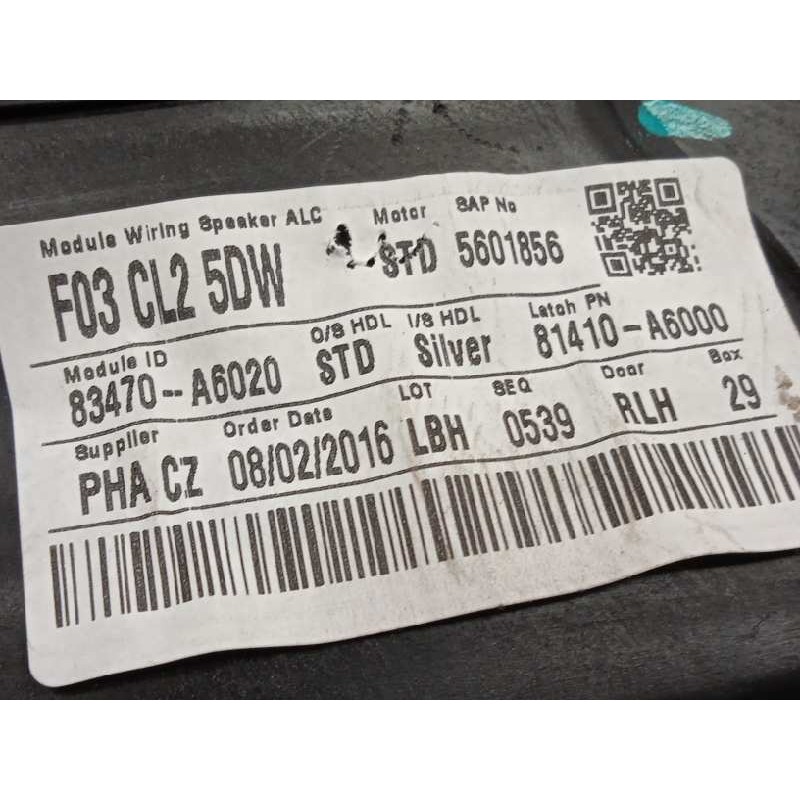 Module Wiring Speaker ALC Motor SAP No
F03 CL2 5DW STD 5601856
Module ID O/S HDL I/S HDL Latch PN
83470-A6020 STD Silver 81410-A6000
Supplier Order Date LOT SEQ Door Box
PHA CZ 08/02/2016 LBH 0539 RLH 29